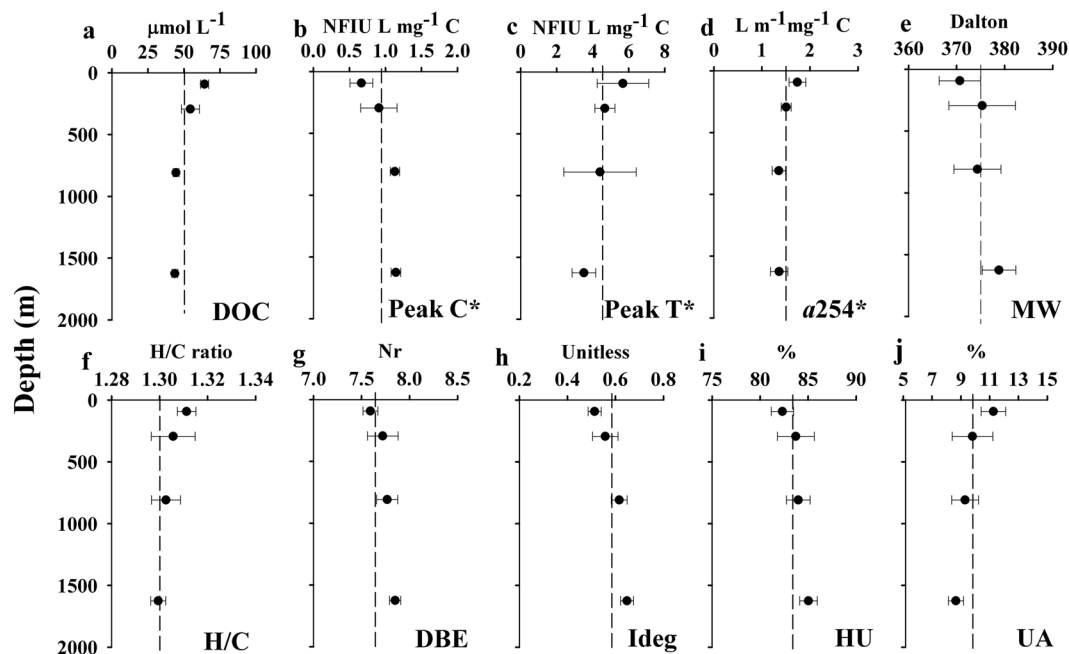 a μmol L⁻¹
0 25 50 75 100
b NFIU L mg⁻¹ C
0.0 0.5 1.0 1.5 2.0
c NFIU L mg⁻¹ C
0 2 4 6 8
d L m⁻¹mg⁻¹ C
0 1 2 3
e Dalton
360 370 380 390
0
500
1000
1500
2000
DOC
Peak C*
Peak T*
a254*
MW
Depth (m)
f H/C ratio
1.28 1.30 1.32 1.34
g Nr
7.0 7.5 8.0 8.5
h Unitless
0.2 0.4 0.6 0.8
i %
75 80 85 90
j %
5 7 9 11 13 15
0
500
1000
1500
2000
H/C
DBE
Ideg
HU
UA